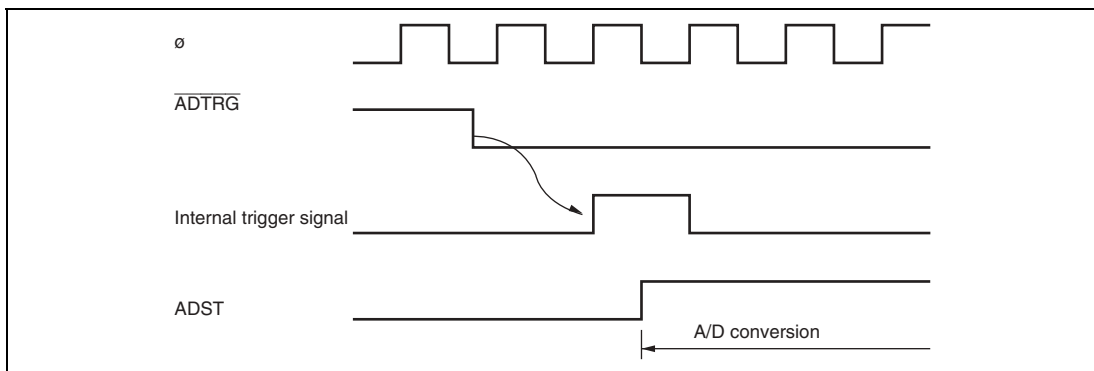 ø
ADTRG
Internal trigger signal
ADST
A/D conversion